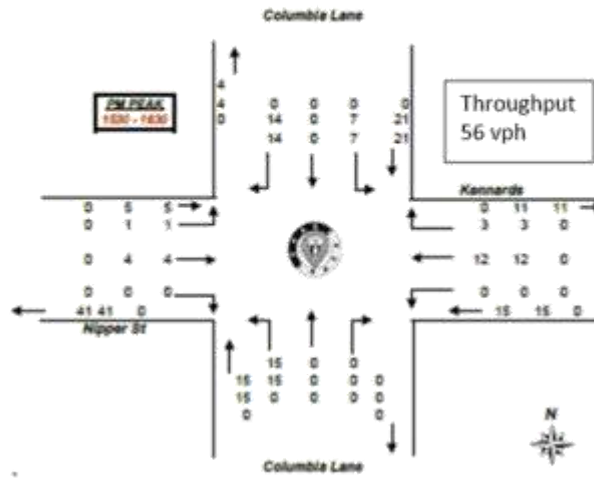 Columbia Lane
PM PEAK
1530 - 1630
4
4 0 0 0 0
0 14 0 7 21
14 0 7 21
Throughput
56 vph
Kennards
0 5 5 0 11 11
0 1 1 3 3 0
0 4 4 12 12 0
0 0 0 0 0 0
41 41 0 15 15 0
Nipper St
15 0 0
15 15 0 0 0
15 0 0 0 0
0 0
N
Columbia Lane